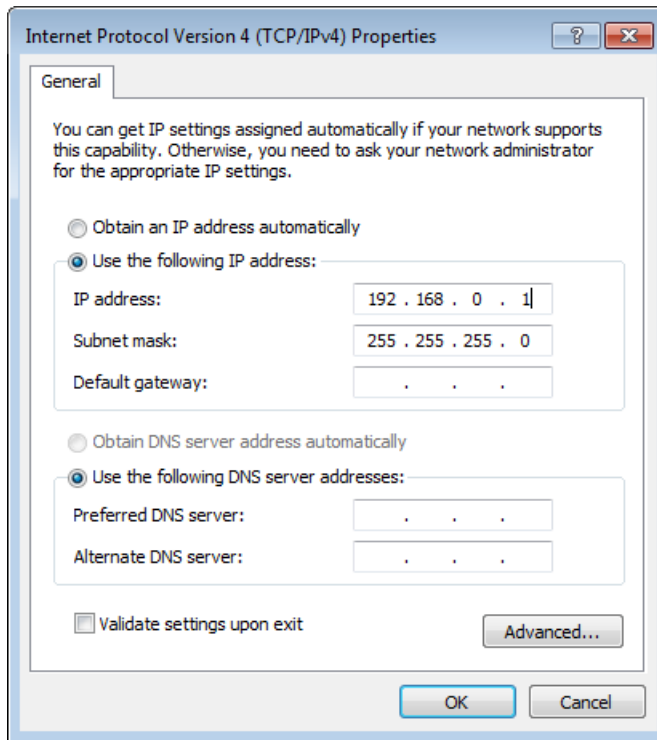 Internet Protocol Version 4 (TCP/IPv4) Properties
General
You can get IP settings assigned automatically if your network supports
this capability. Otherwise, you need to ask your network administrator
for the appropriate IP settings.
Obtain an IP address automatically
Use the following IP address:
IP address: 192 . 168 . 0 . 1
Subnet mask: 255 . 255 . 255 . 0
Default gateway: . . .
Obtain DNS server address automatically
Use the following DNS server addresses:
Preferred DNS server: . . .
Alternate DNS server: . . .
Validate settings upon exit
Advanced...
OK Cancel